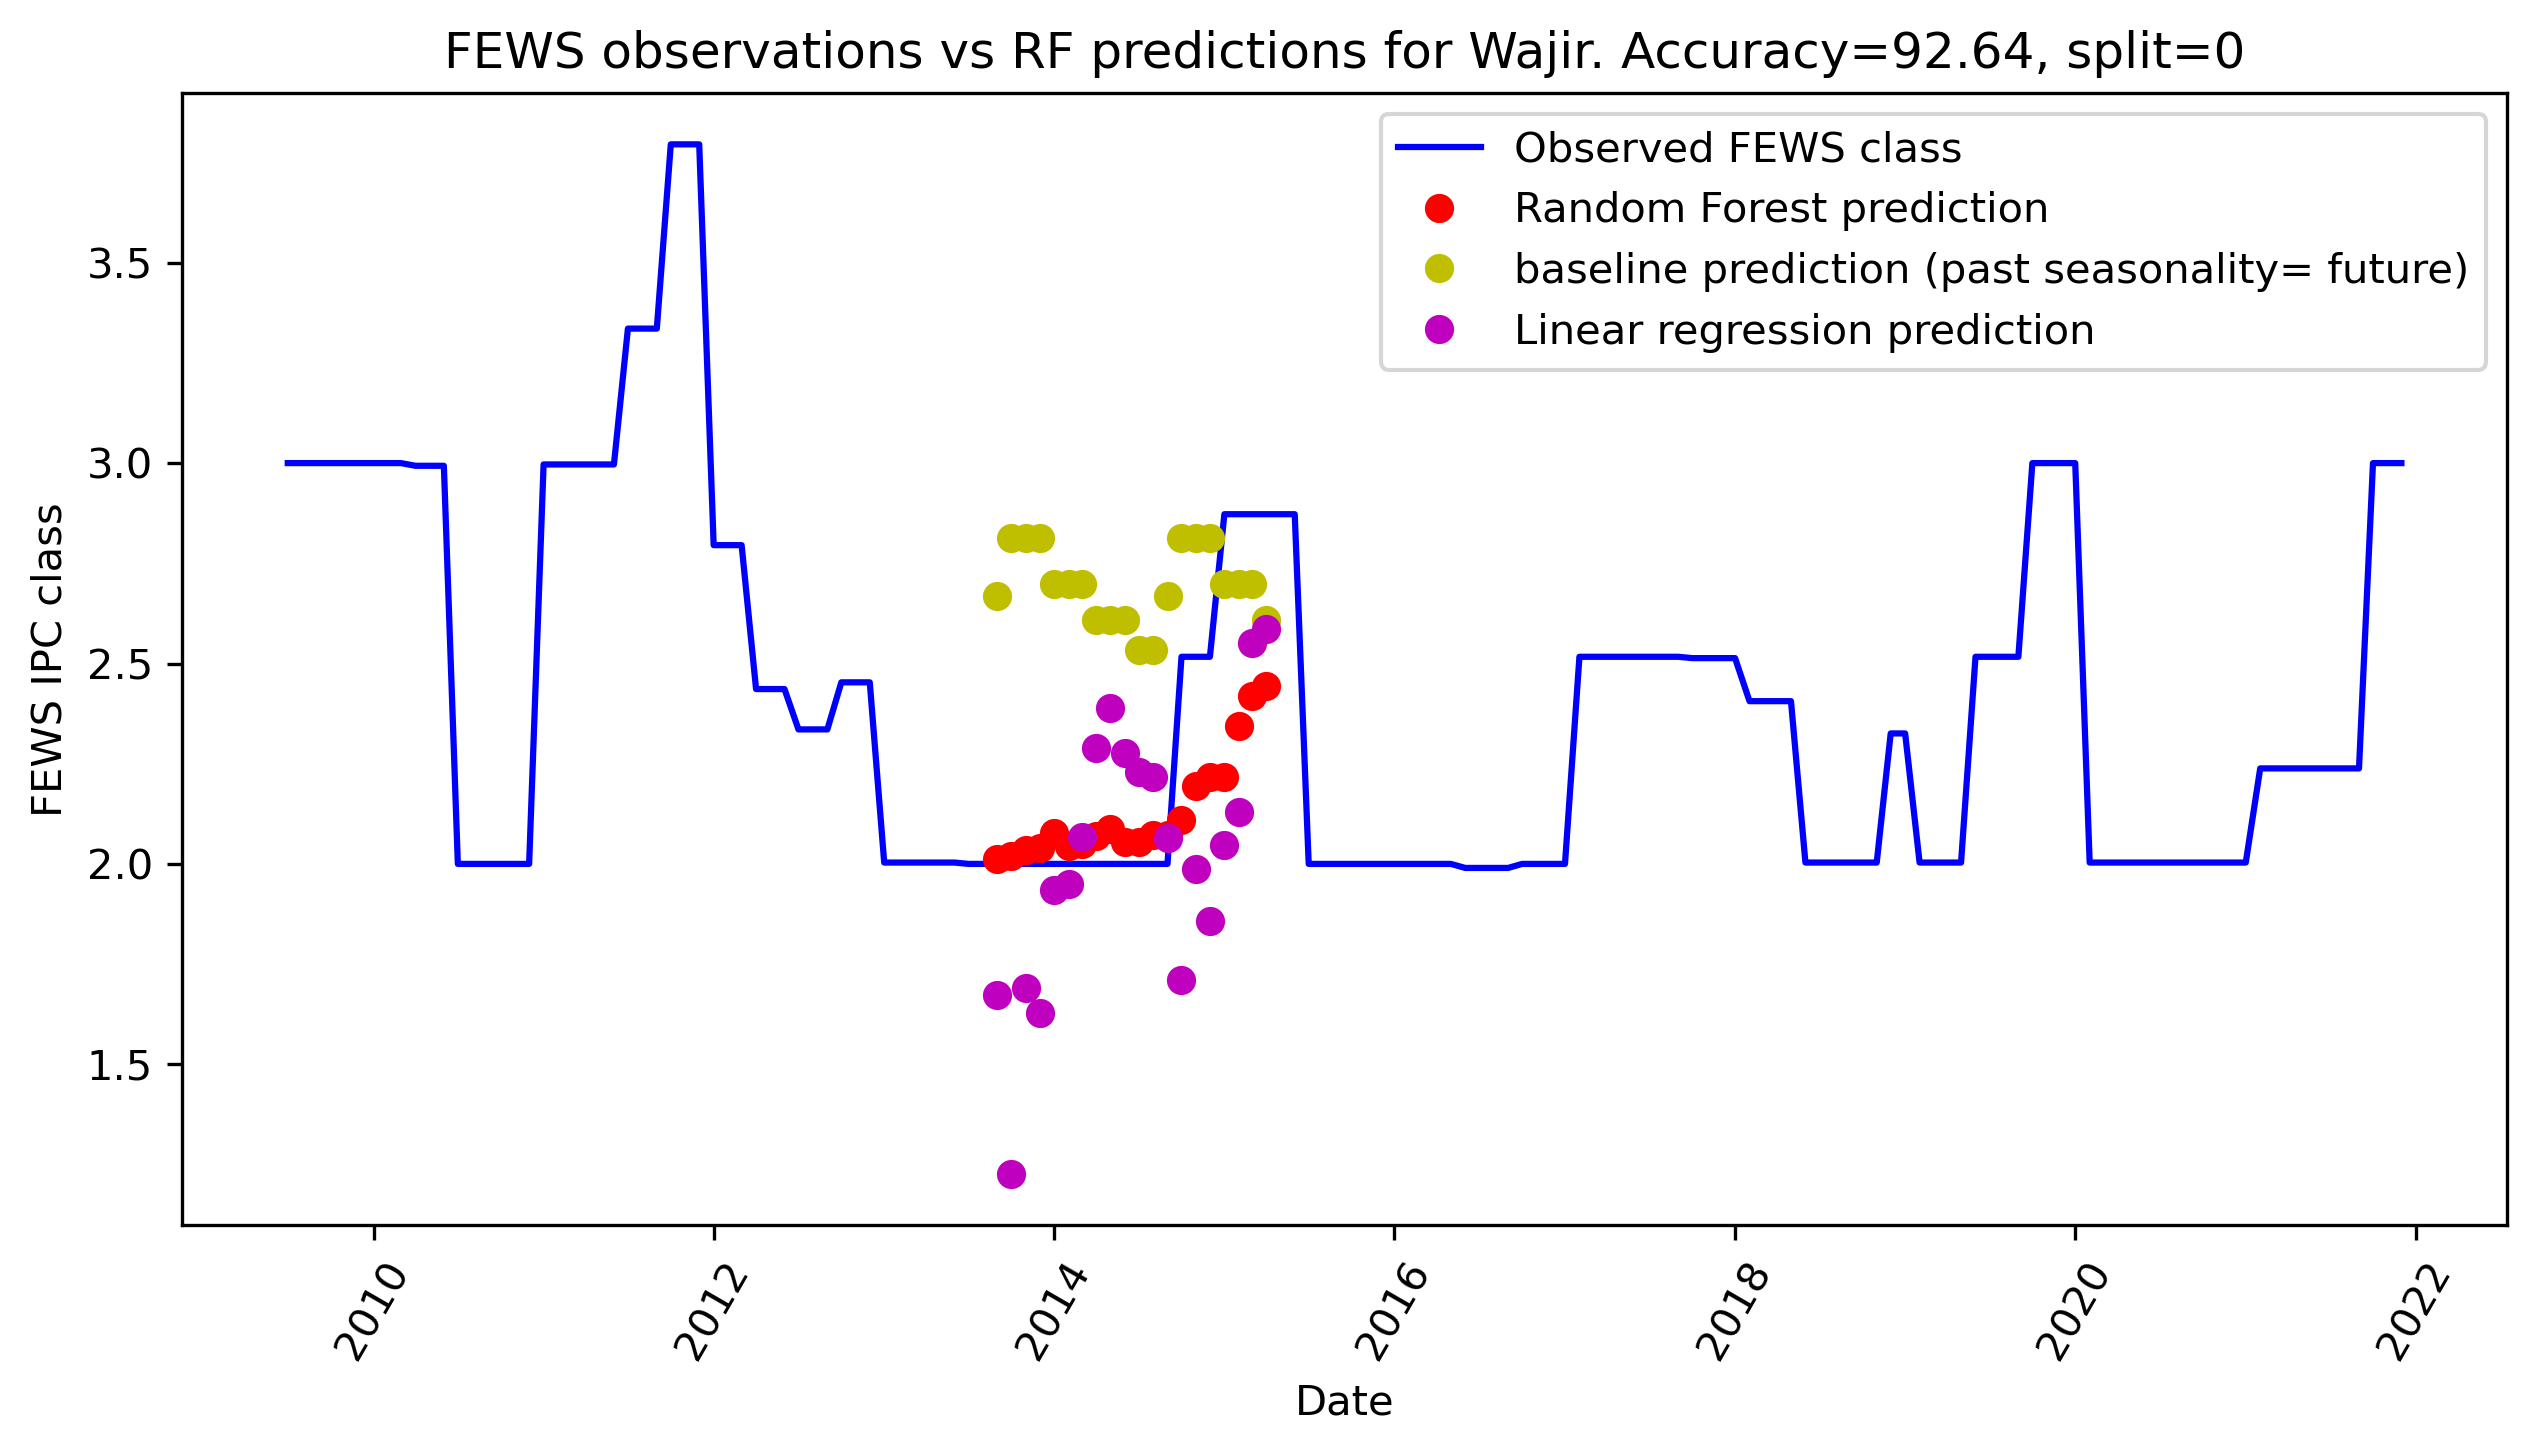 FEWS observations vs RF predictions for Wajir. Accuracy=92.64, split=0
Observed FEWS class
Random Forest prediction
baseline prediction (past seasonality= future)
Linear regression prediction
FEWS IPC class
3.5
3.0
2.5
2.0
1.5
2010
2012
2014
2016
2018
2020
2022
Date